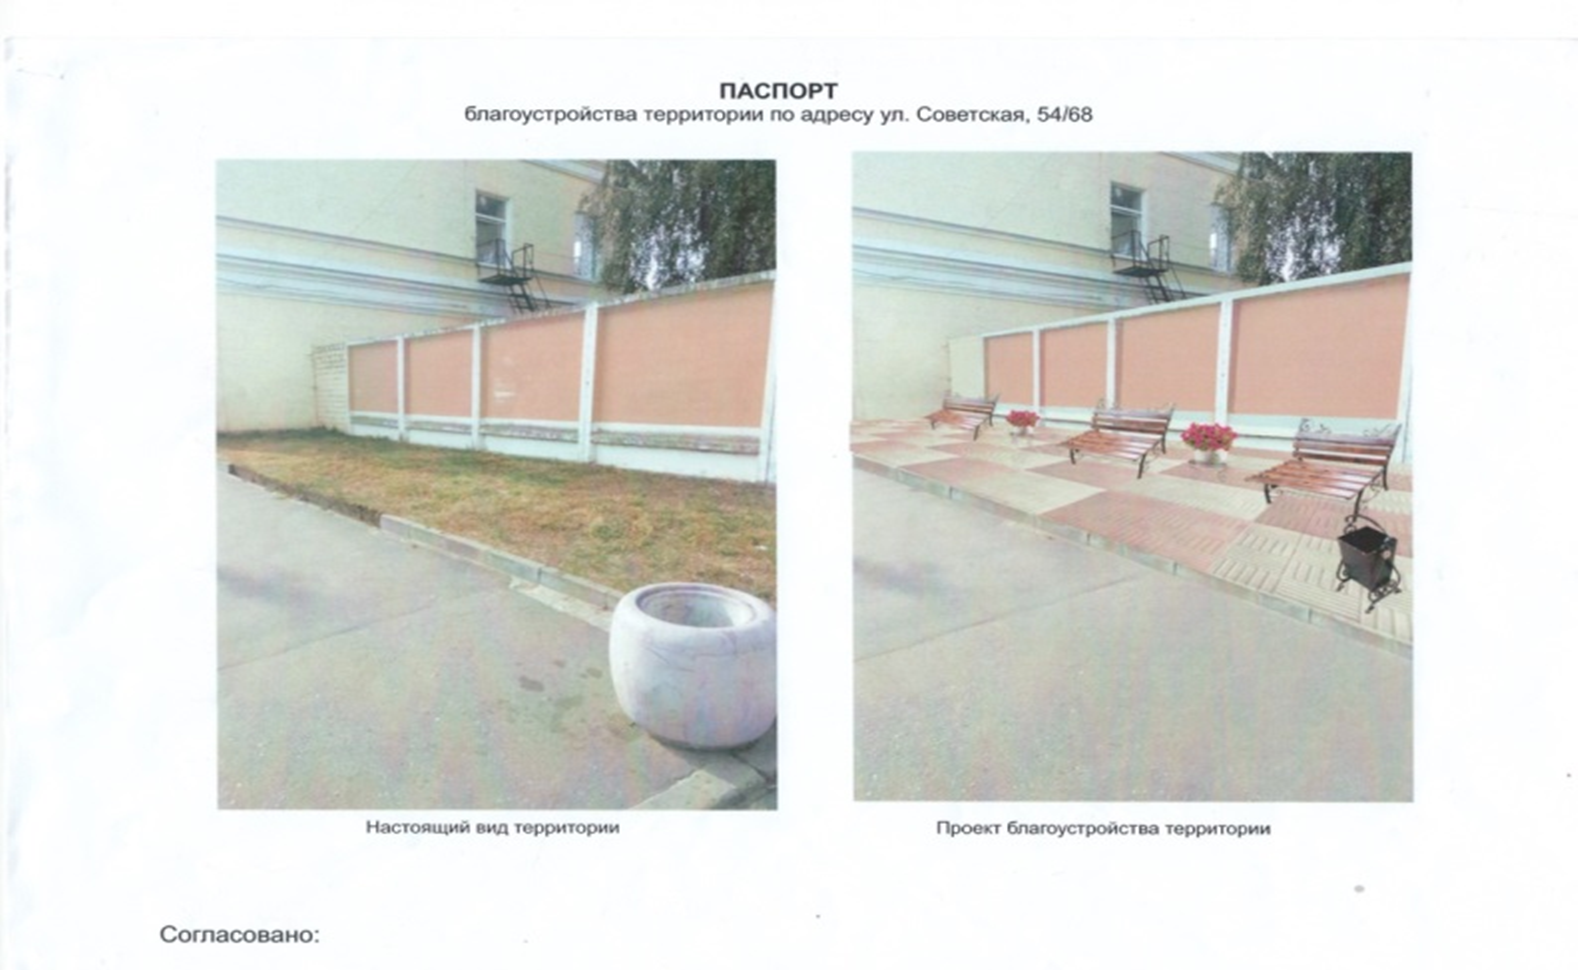 ПАСПОРТ
благоустройства территории по адресу ул. Советская, 54/68
Настоящий вид территории
Проект благоустройства территории
Согласовано: